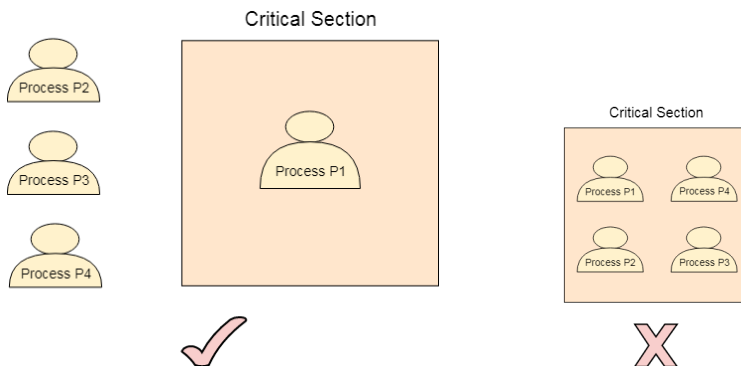 Critical Section
Process P2
Process P3
Process P4
Process P1
Critical Section
Process P1
Process P4
Process P2
Process P3